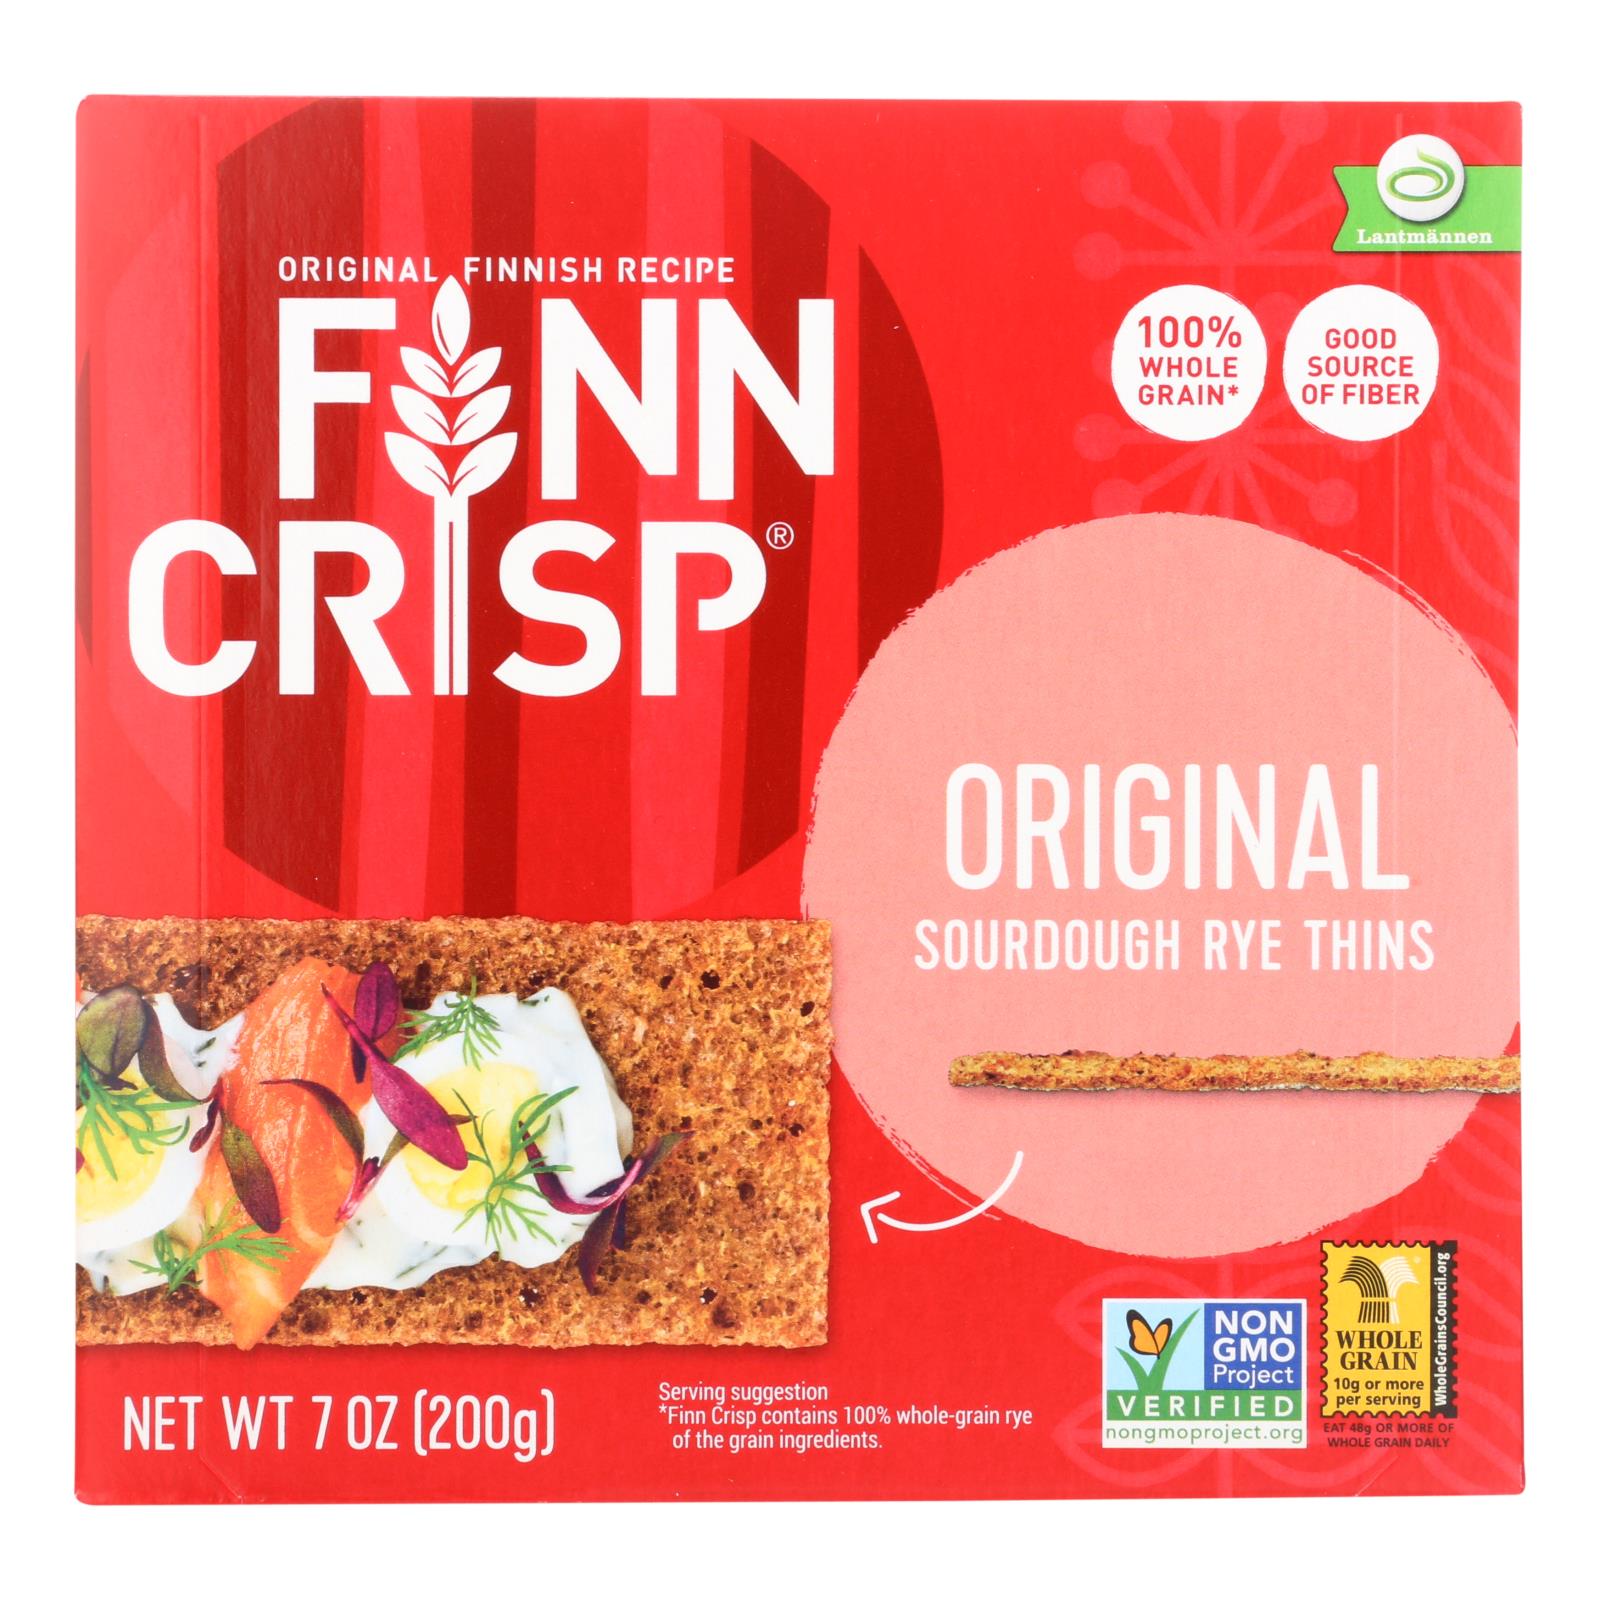 Lantmännen
ORIGINAL FINNISH RECIPE
FINN
CRISP®
100%
WHOLE
GRAIN*
GOOD
SOURCE
OF FIBER
ORIGINAL
SOURDOUGH RYE THINS
NET WT 7 OZ (200g)
Serving suggestion
*Finn Crisp contains 100% whole-grain rye
of the grain ingredients.
NON
GMO
Project
VERIFIED
nongmoproject.org
WHOLE
GRAIN
10g or more
per serving
WholeGrainsCouncil.org
EAT 48g OR MORE OF
WHOLE GRAIN DAILY